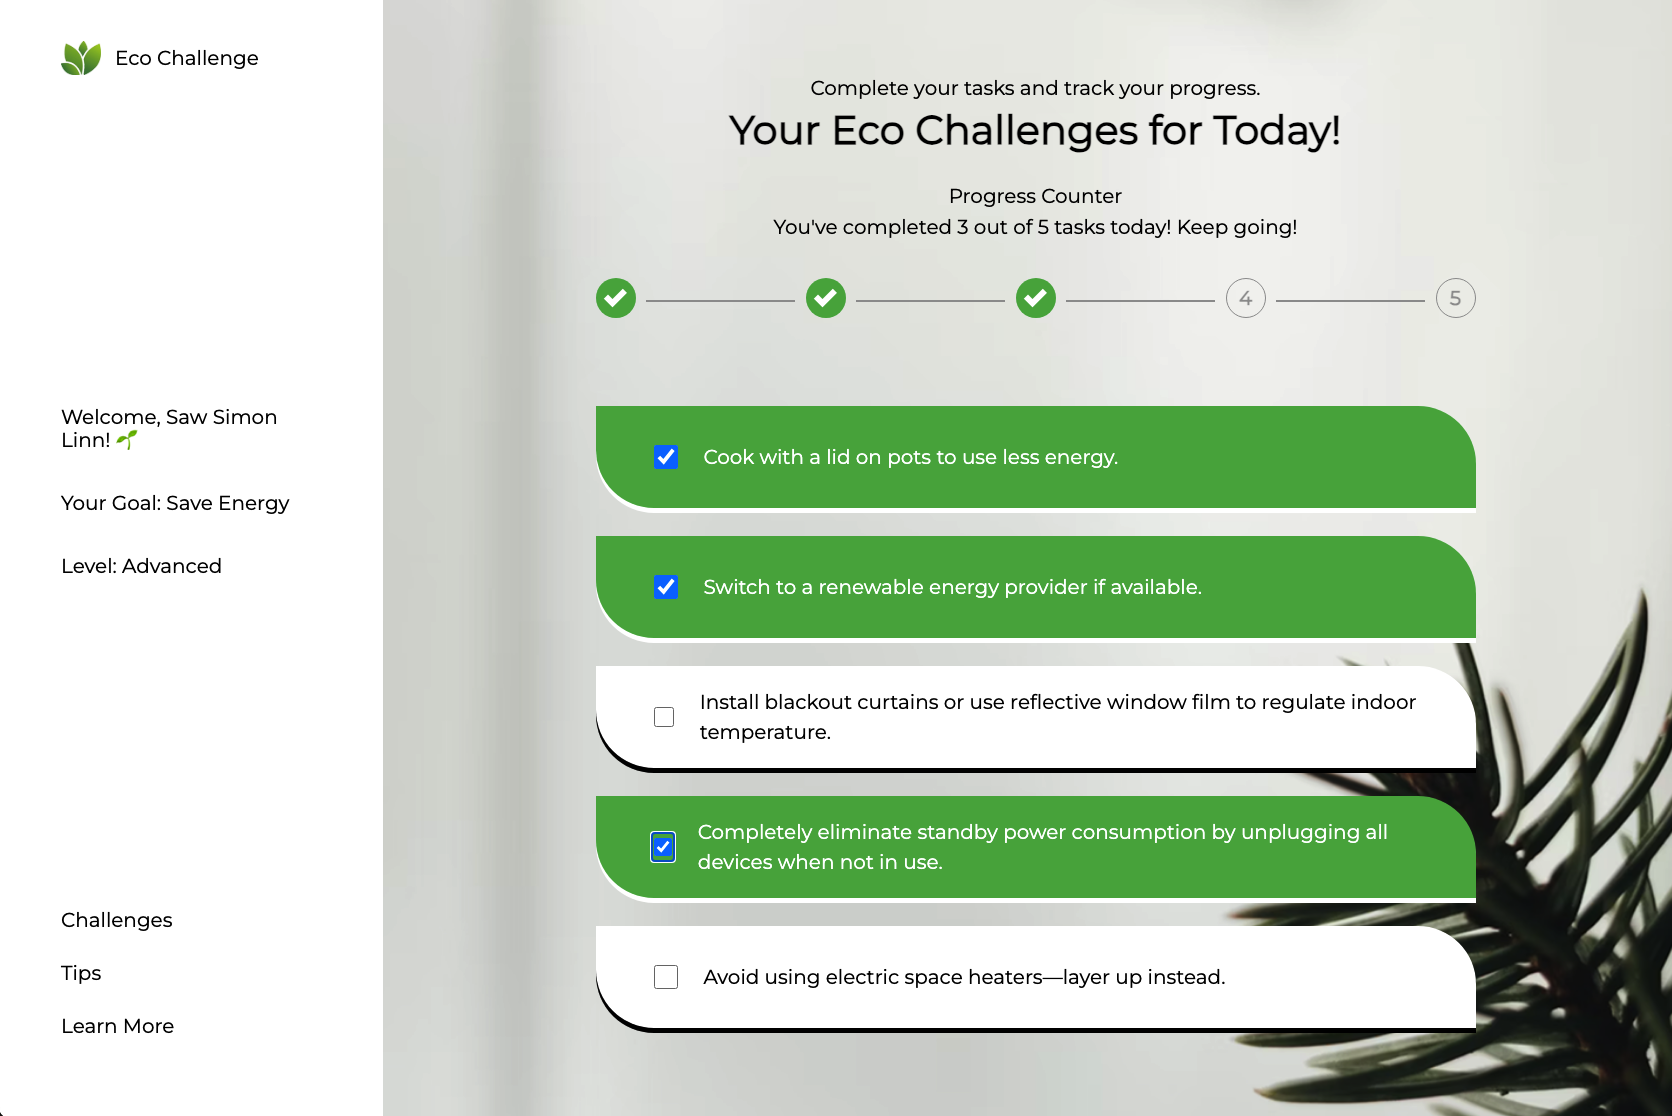 Eco Challenge
Welcome, Saw Simon
Linn! 🌱
Your Goal: Save Energy
Level: Advanced
Challenges
Tips
Learn More
Complete your tasks and track your progress.
Your Eco Challenges for Today!
Progress Counter
You've completed 3 out of 5 tasks today! Keep going!
4
5
Cook with a lid on pots to use less energy.
Switch to a renewable energy provider if available.
Install blackout curtains or use reflective window film to regulate indoor
temperature.
Completely eliminate standby power consumption by unplugging all
devices when not in use.
Avoid using electric space heaters—layer up instead.